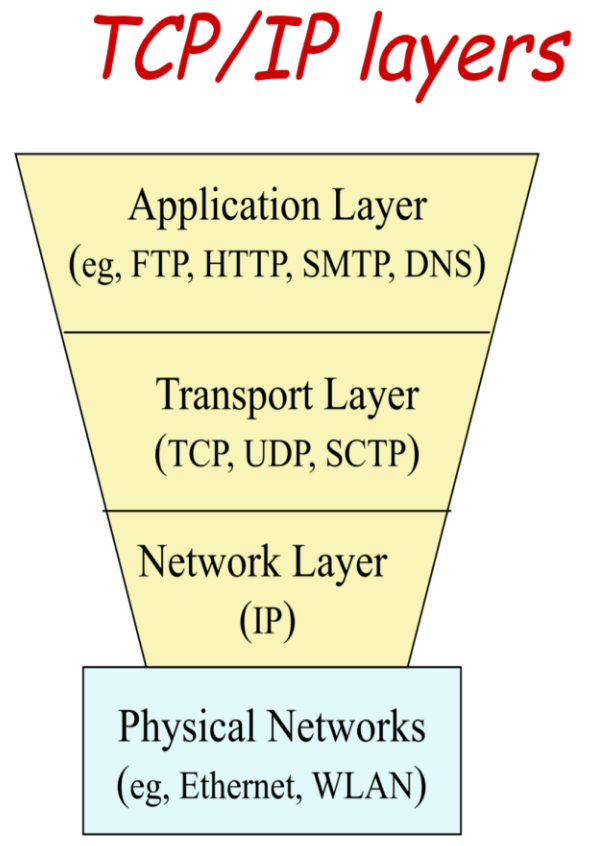 TCP/IP layers
Application Layer
(eg, FTP, HTTP, SMTP, DNS)
Transport Layer
(TCP, UDP, SCTP)
Network Layer
(IP)
Physical Networks
(eg, Ethernet, WLAN)